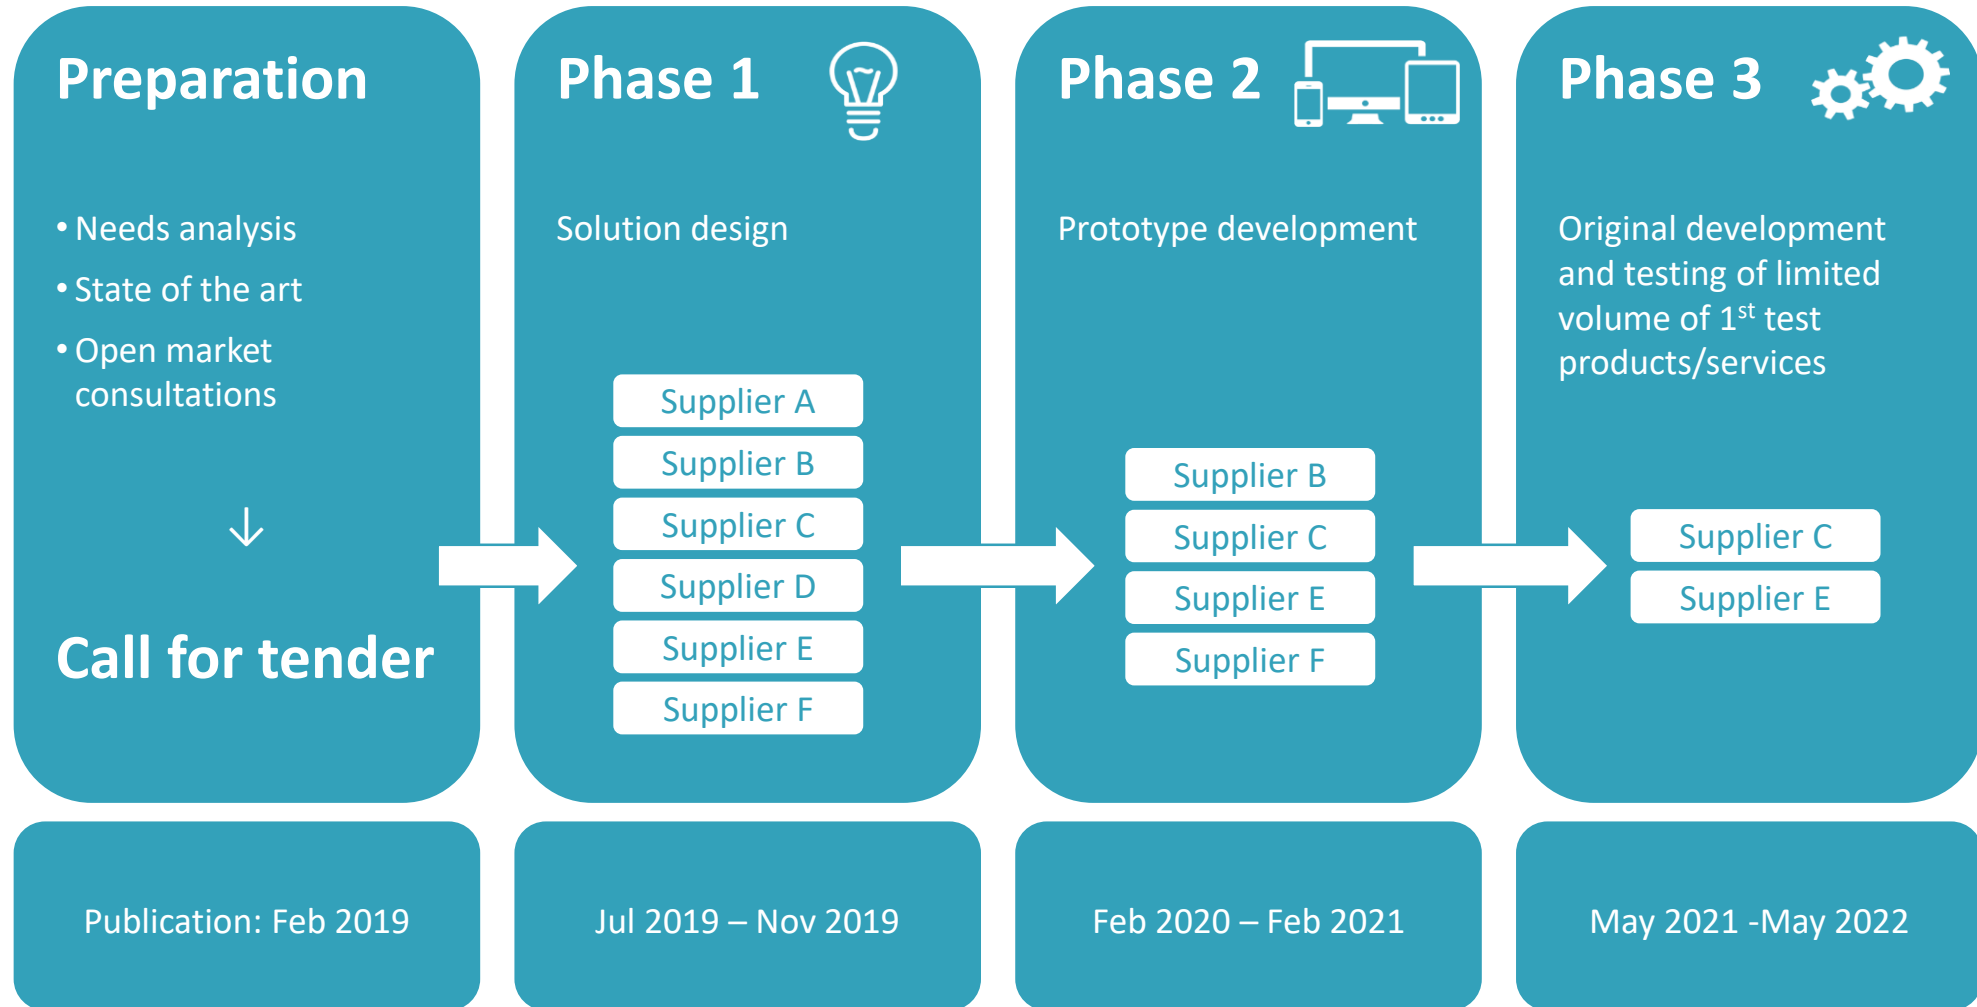 Preparation
• Needs analysis
• State of the art
• Open market
consultations
↓
Call for tender
Publication: Feb 2019
Phase 1
Solution design
Supplier A
Supplier B
Supplier C
Supplier D
Supplier E
Supplier F
Jul 2019 – Nov 2019
Phase 2
Prototype development
Supplier B
Supplier C
Supplier E
Supplier F
Feb 2020 – Feb 2021
Phase 3
Original development
and testing of limited
volume of 1st test
products/services
Supplier C
Supplier E
May 2021 -May 2022